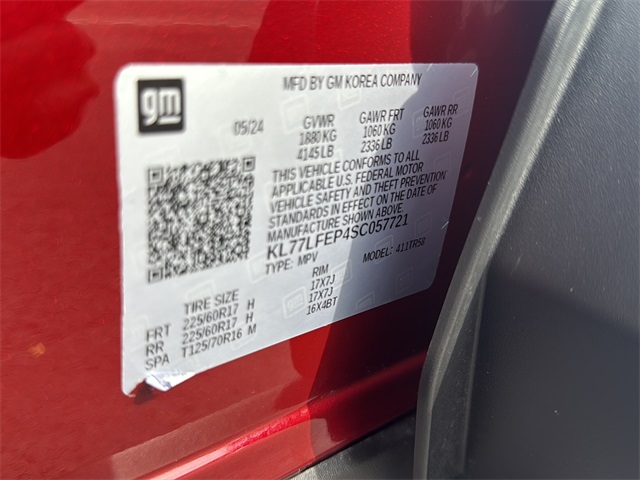 gm
MFD BY GM KOREA COMPANY
05/24
GVWR GAWR FRT GAWR RR
1880 KG 1060 KG 1060 KG
4145 LB 2336 LB 2336 LB
THIS VEHICLE CONFORMS TO ALL
APPLICABLE U.S. FEDERAL MOTOR
VEHICLE SAFETY AND THEFT PREVENTION
STANDARDS IN EFFECT ON THE DATE OF
MANUFACTURE SHOWN ABOVE.
KL77LFEP4SC057721
TYPE: MPV MODEL: 411TR58
TIRE SIZE RIM
FRT 225/60R17 H 17X7J
RR 225/60R17 H 17X7J
SPA T125/70R16 M 16X4BT